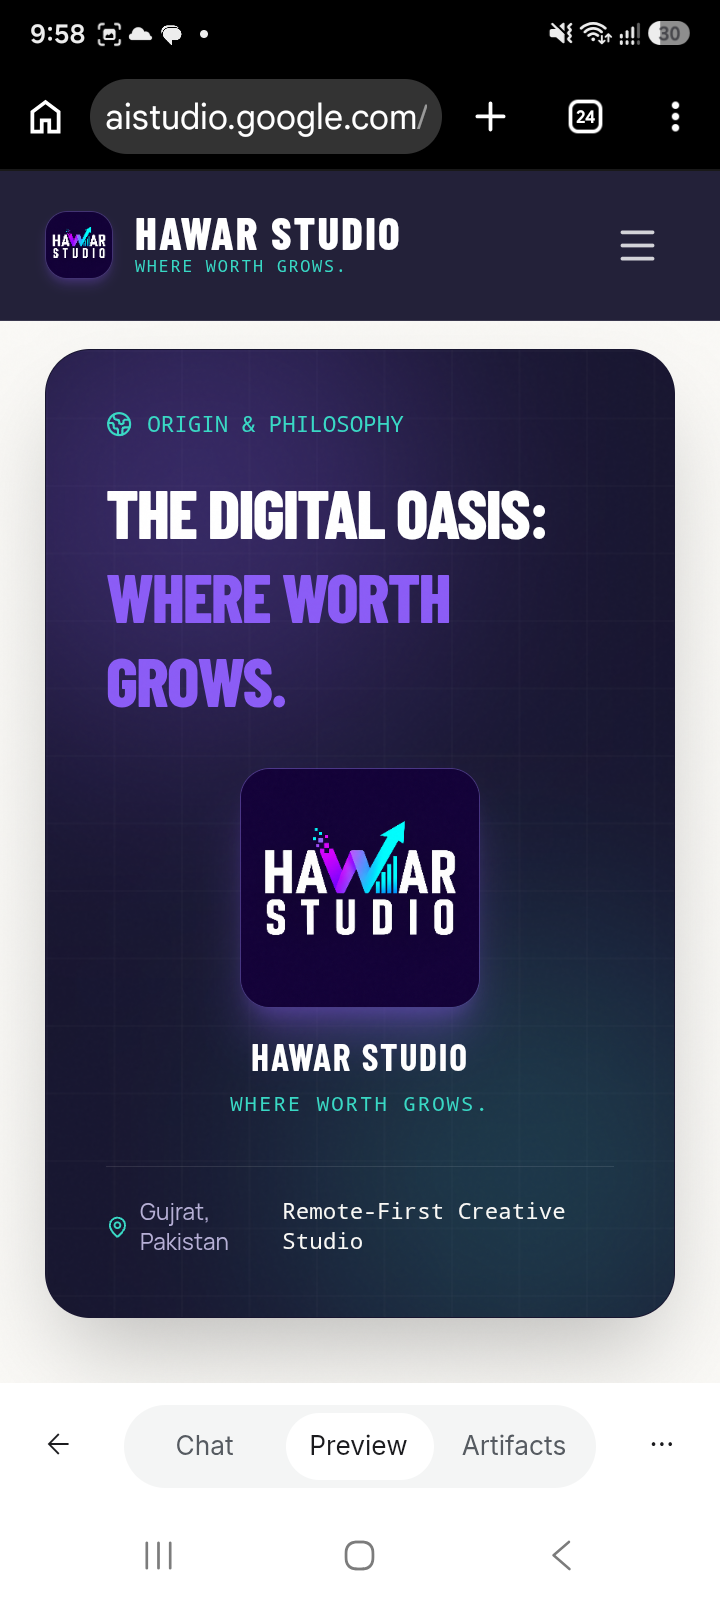 9:58
30
aistudio.google.com/
24
HAWAR STUDIO
HAWAR STUDIO
WHERE WORTH GROWS.
ORIGIN & PHILOSOPHY
THE DIGITAL OASIS:
WHERE WORTH
GROWS.
HAWAR
STUDIO
HAWAR STUDIO
WHERE WORTH GROWS.
Gujrat,
Pakistan
Remote-First Creative
Studio
Chat
Preview
Artifacts